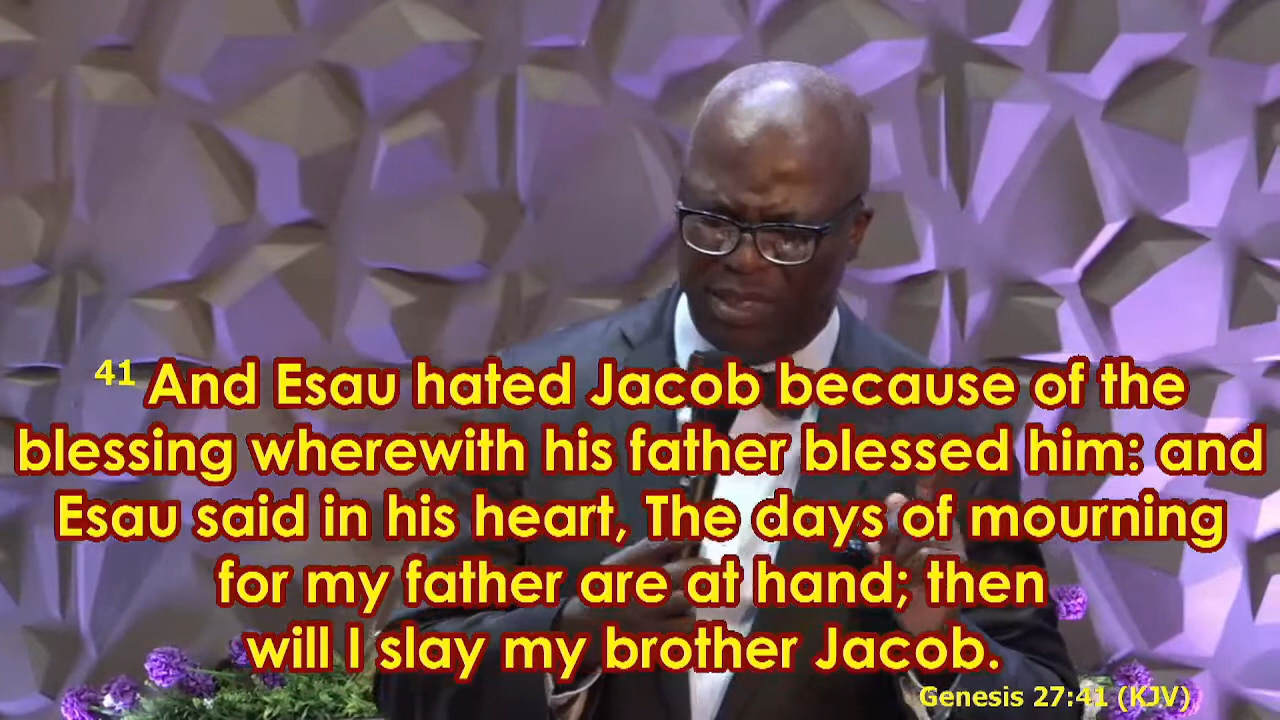 41 And Esau hated Jacob because of the
blessing wherewith his father blessed him: and
Esau said in his heart, The days of mourning
for my father are at hand; then
will I slay my brother Jacob.
Genesis 27:41 (KJV)